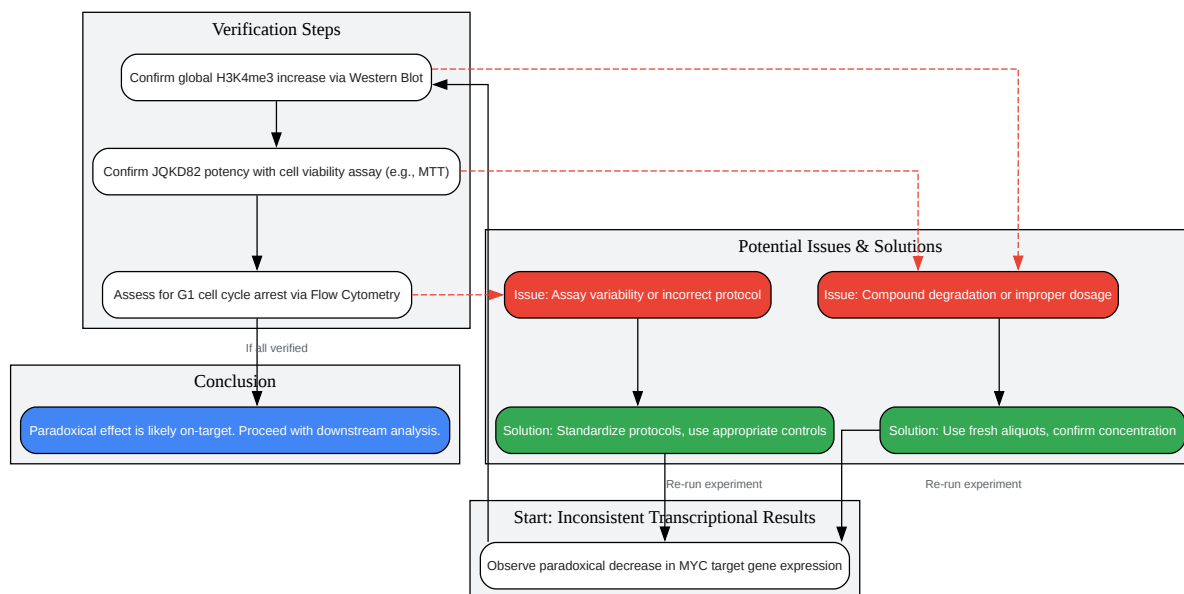 Verification Steps
Confirm global H3K4me3 increase via Western Blot
Confirm JQKD82 potency with cell viability assay (e.g., MTT)
Assess for G1 cell cycle arrest via Flow Cytometry
If all verified
Conclusion
Paradoxical effect is likely on-target. Proceed with downstream analysis.
Potential Issues & Solutions
Issue: Assay variability or incorrect protocol
Issue: Compound degradation or improper dosage
Solution: Standardize protocols, use appropriate controls
Solution: Use fresh aliquots, confirm concentration
Re-run experiment
Re-run experiment
Start: Inconsistent Transcriptional Results
Observe paradoxical decrease in MYC target gene expression